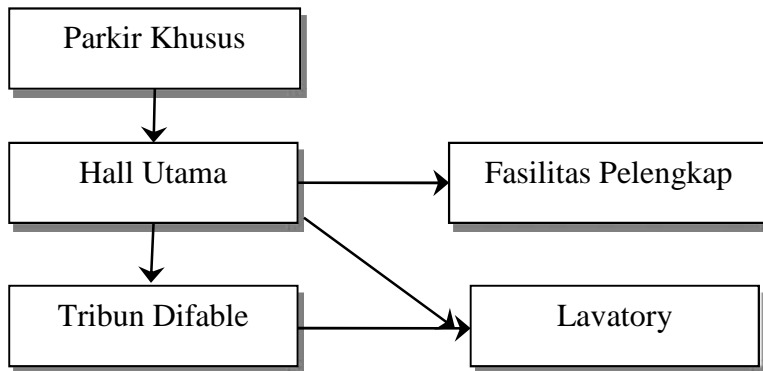 Parkir Khusus
Hall Utama
Fasilitas Pelengkap
Tribun Difable
Lavatory